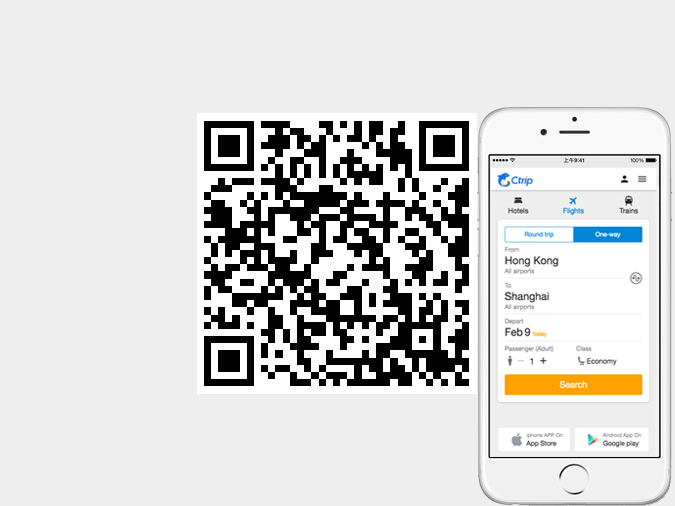 上午9:41
100%
Ctrip
Hotels
Flights
Trains
Round trip
One-way
From
Hong Kong
All airports
To
Shanghai
All airports
Depart
Feb 9 Today
Passenger (Adult)
Class
— 1 +
Economy
Search
iphone APP On
App Store
Android App On
Google play